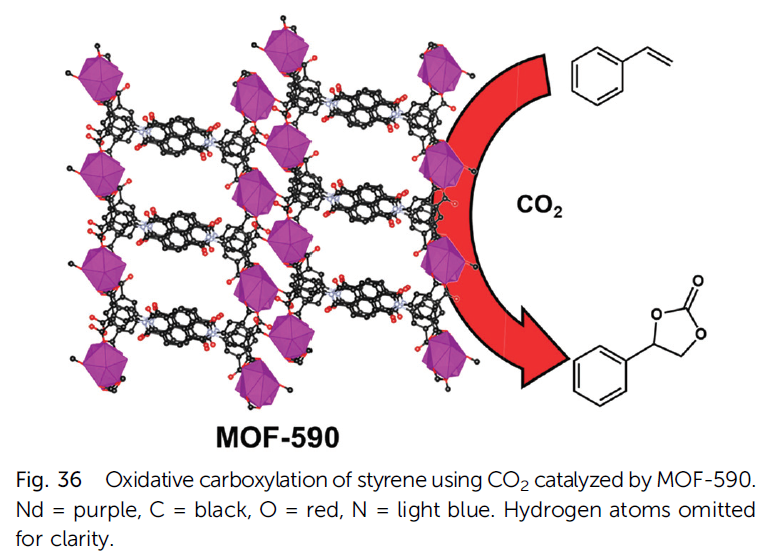 CO₂
O
O
O
MOF-590
Fig. 36 Oxidative carboxylation of styrene using CO₂ catalyzed by MOF-590.
Nd = purple, C = black, O = red, N = light blue. Hydrogen atoms omitted
for clarity.